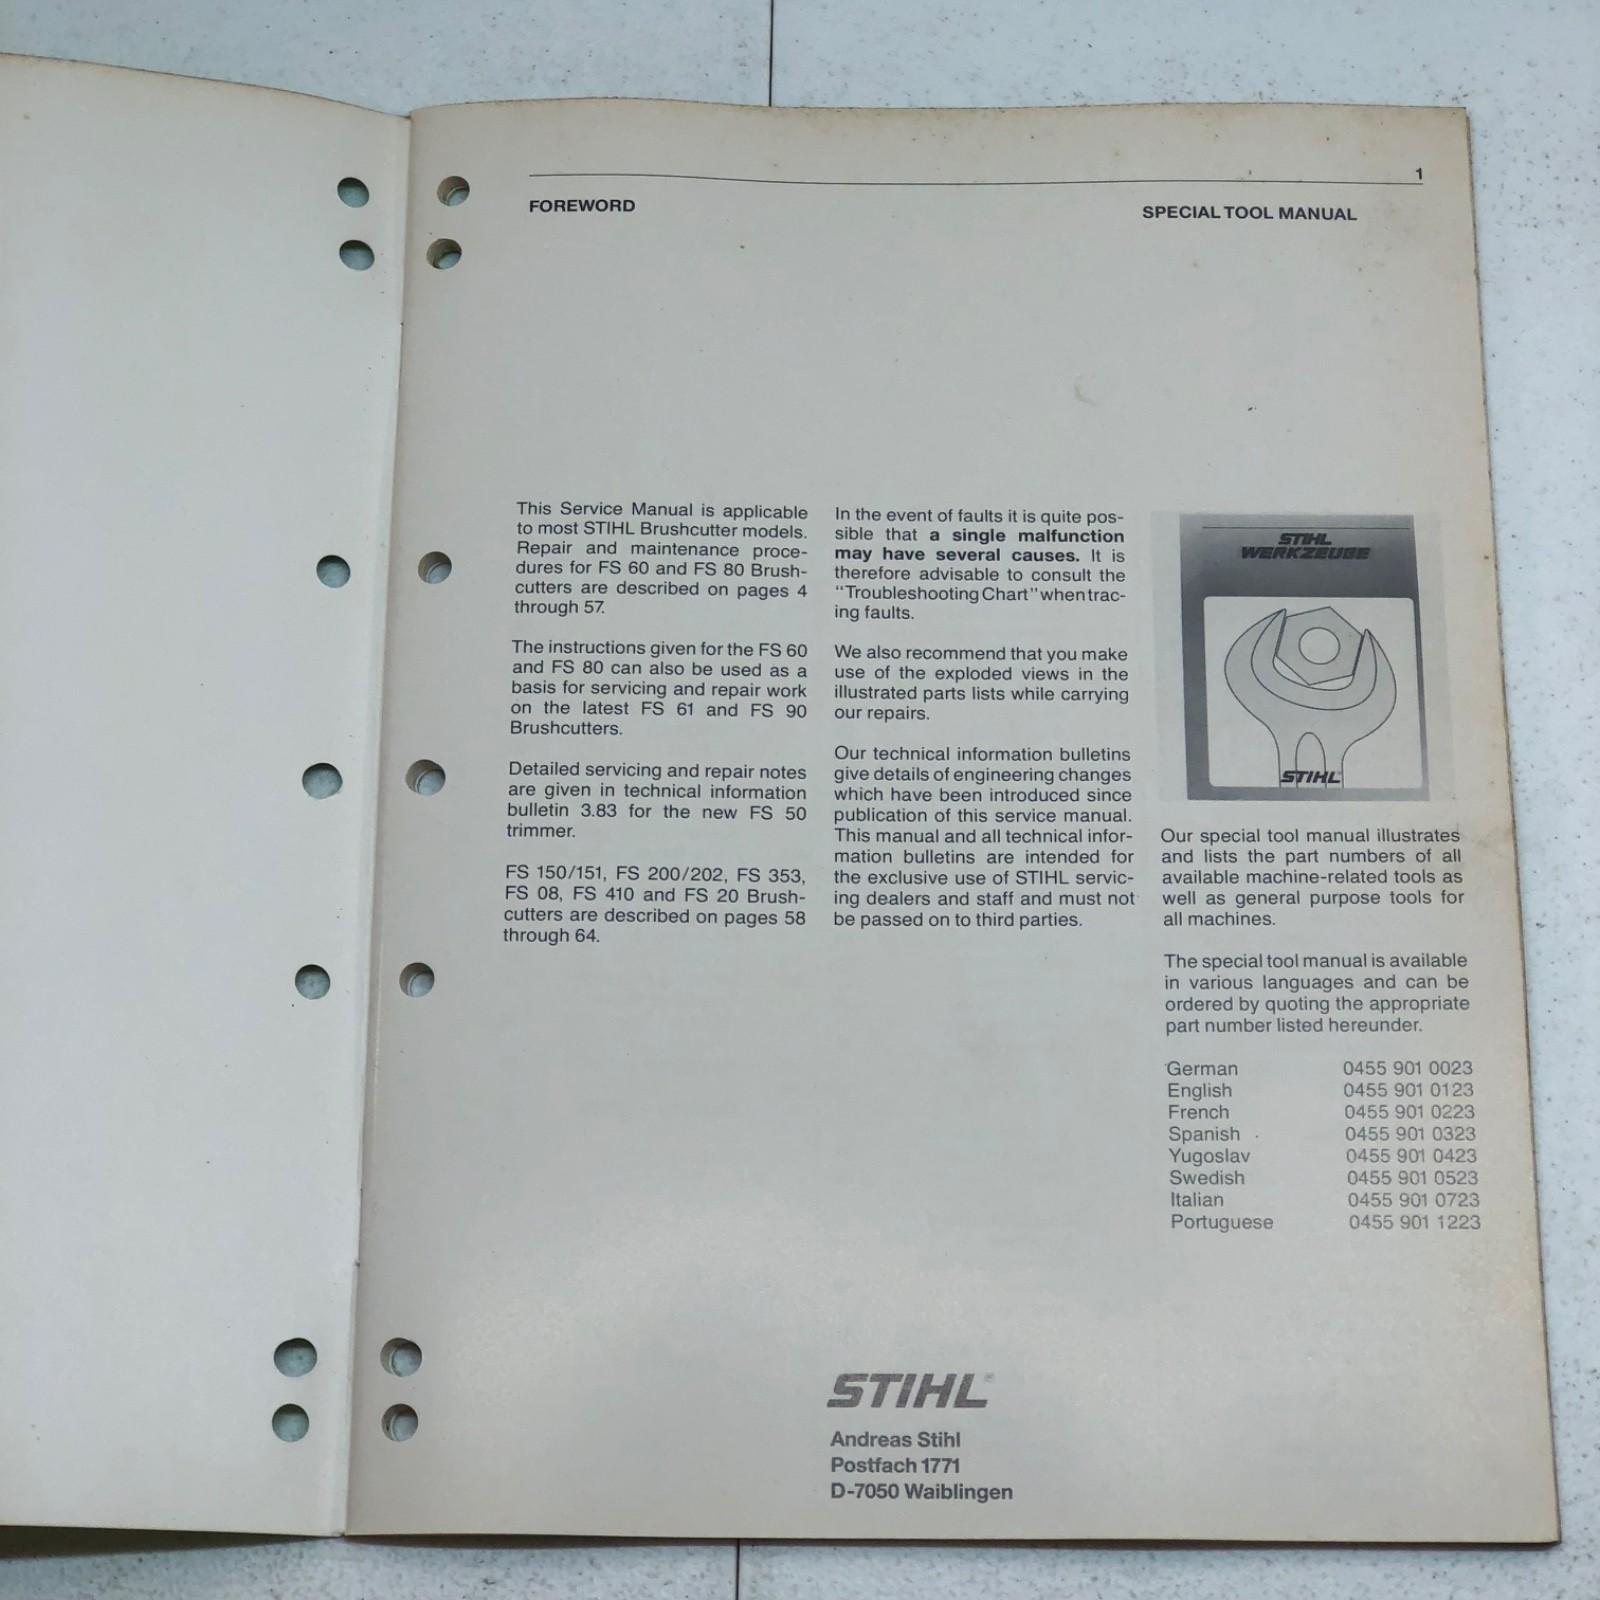 1
FOREWORD
SPECIAL TOOL MANUAL
This Service Manual is applicable
to most STIHL Brushcutter models.
Repair and maintenance proce-
dures for FS 60 and FS 80 Brush-
cutters are described on pages 4
through 57.
The instructions given for the FS 60
and FS 80 can also be used as a
basis for servicing and repair work
on the latest FS 61 and FS 90
Brushcutters.
Detailed servicing and repair notes
are given in technical information
bulletin 3.83 for the new FS 50
trimmer.
FS 150/151, FS 200/202, FS 353,
FS 08, FS 410 and FS 20 Brush-
cutters are described on pages 58
through 64.
In the event of faults it is quite pos-
sible that a single malfunction
may have several causes. It is
therefore advisable to consult the
"Troubleshooting Chart" when trac-
ing faults.
We also recommend that you make
use of the exploded views in the
illustrated parts lists while carrying
our repairs.
Our technical information bulletins
give details of engineering changes
which have been introduced since
publication of this service manual.
This manual and all technical infor-
mation bulletins are intended for
the exclusive use of STIHL servic-
ing dealers and staff and must not
be passed on to third parties.
STIHL
WERKZEUGE
STIHL
Our special tool manual illustrates
and lists the part numbers of all
available machine-related tools as
well as general purpose tools for
all machines.
The special tool manual is available
in various languages and can be
ordered by quoting the appropriate
part number listed hereunder.
German 0455 901 0023
English 0455 901 0123
French 0455 901 0223
Spanish 0455 901 0323
Yugoslav 0455 901 0423
Swedish 0455 901 0523
Italian 0455 901 0723
Portuguese 0455 901 1223
STIHL®
Andreas Stihl
Postfach 1771
D-7050 Waiblingen